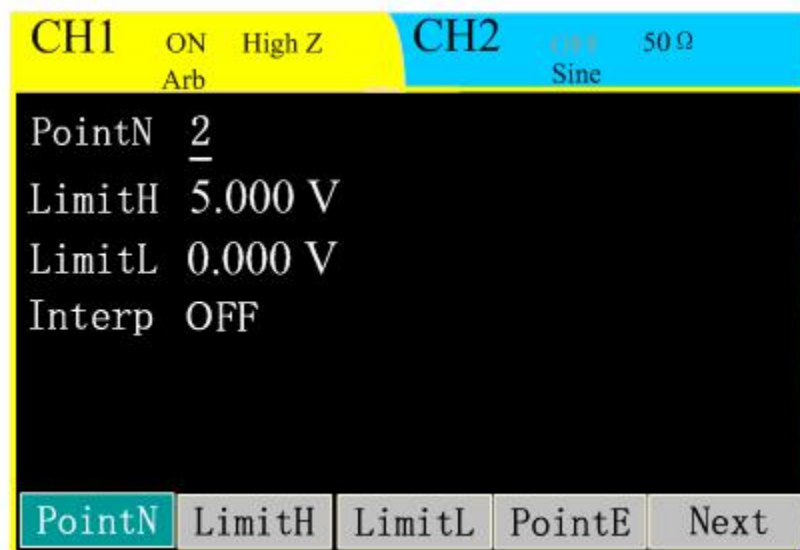 CH1 ON High Z CH2 OFF 50 Ω
Arb Sine
PointN 2
LimitH 5.000 V
LimitL 0.000 V
Interp OFF
PointN LimitH LimitL PointE Next